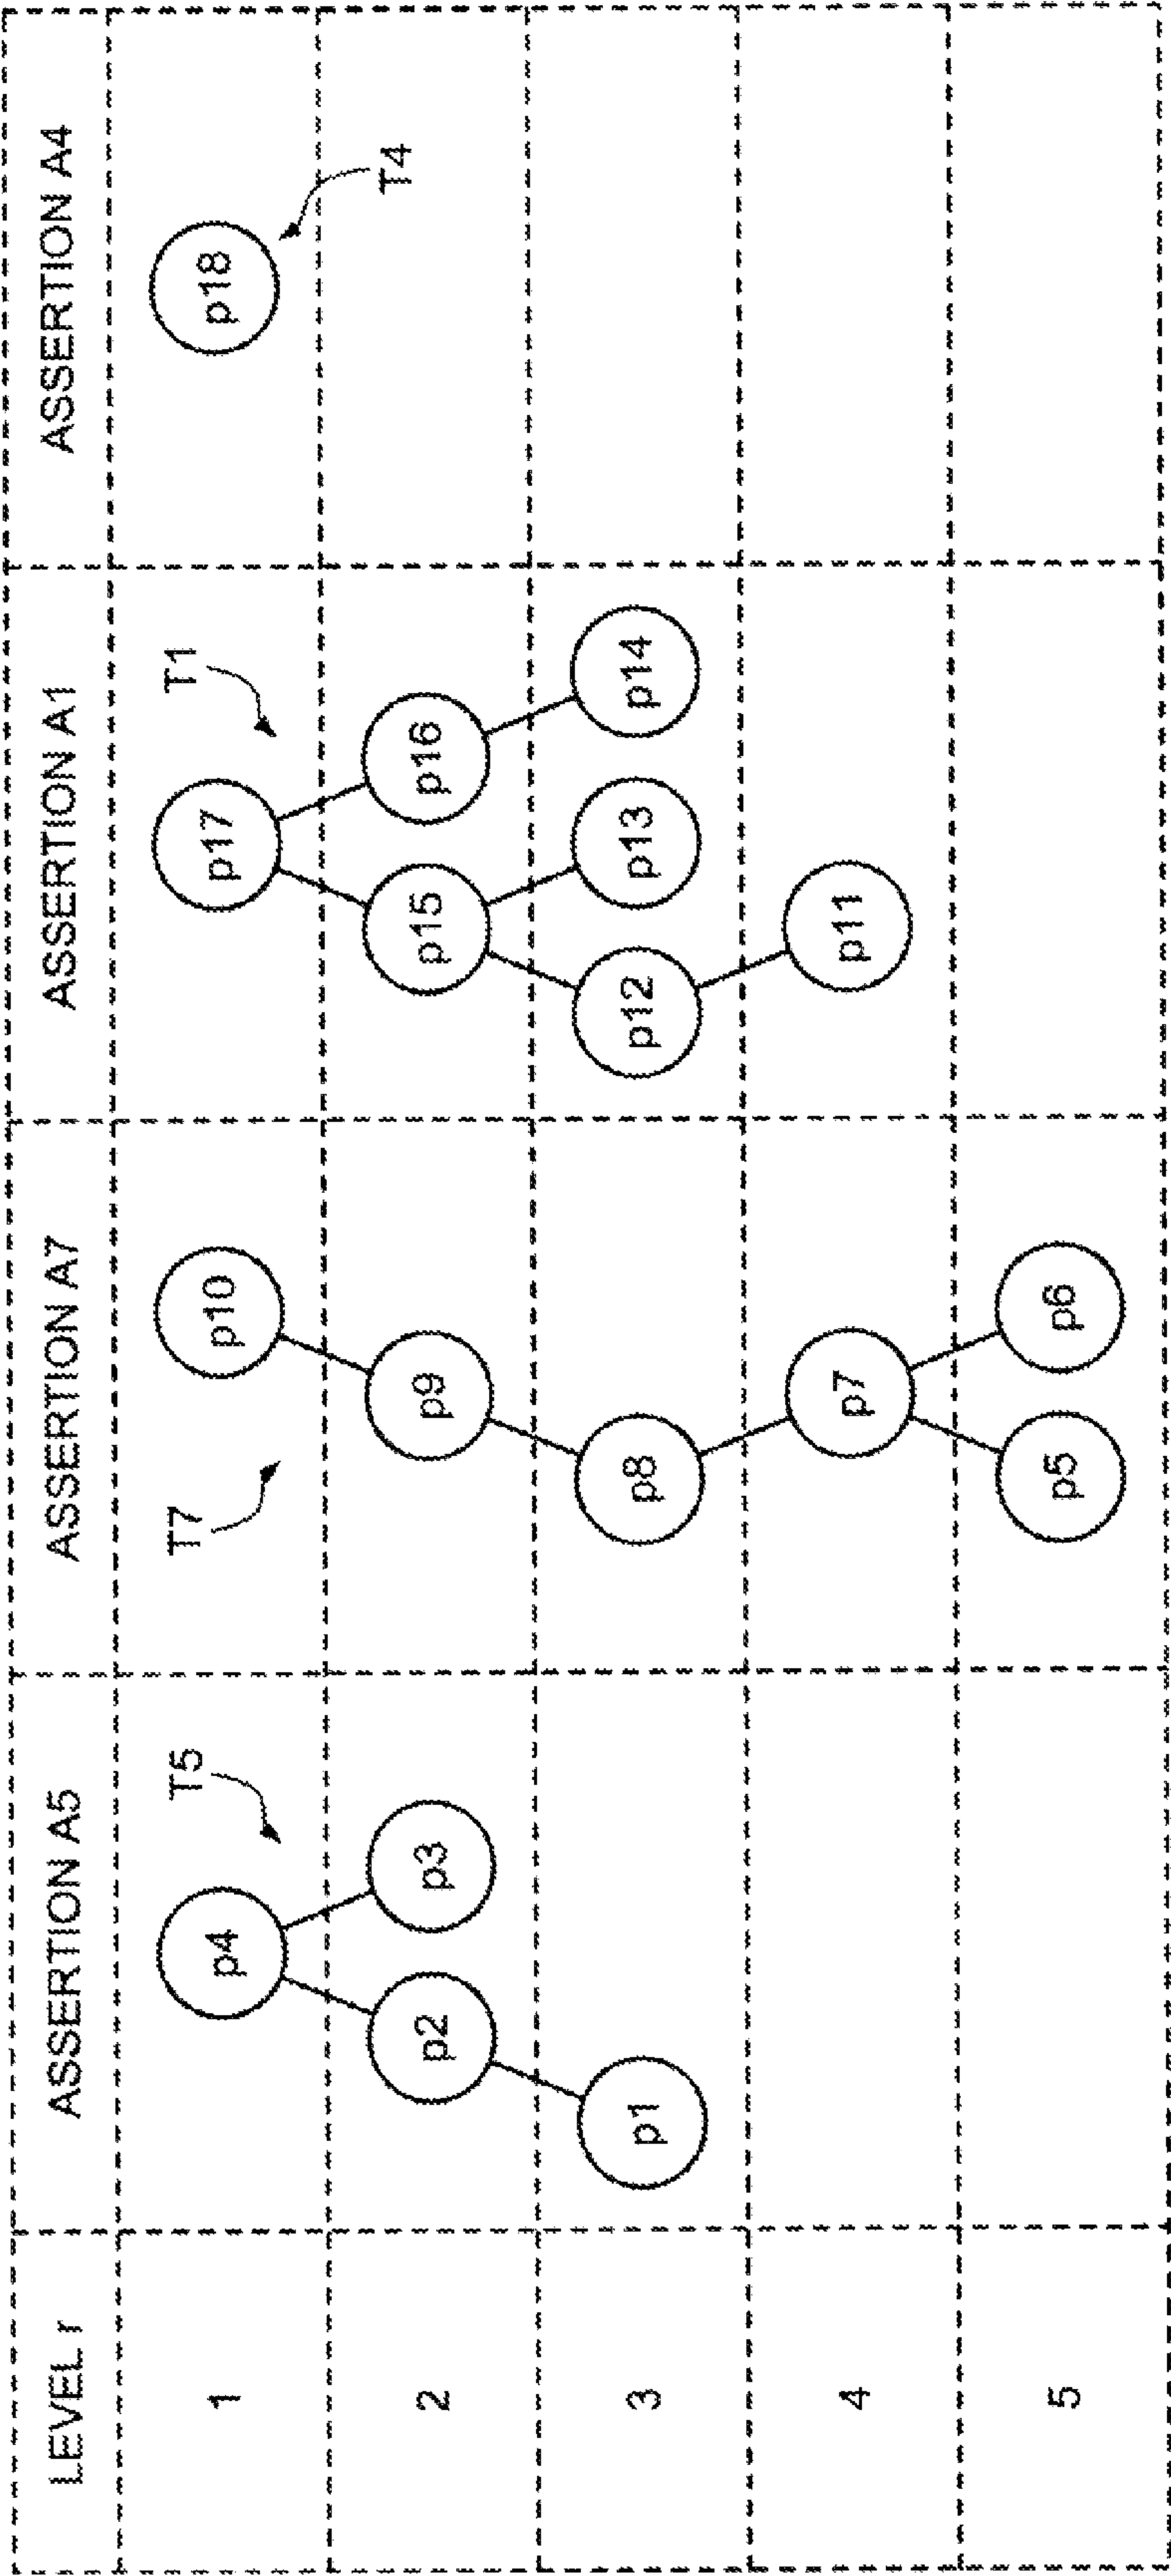 LEVEL r ASSERTION A5 ASSERTION A7 ASSERTION A1 ASSERTION A4
1 p4 T5 T7 p10 p17 T1 p18
2 p2 p3 p9 p15 p16 T4
3 p1 p8 p12 p13 p14
4 p7 p11
5 p5 p6